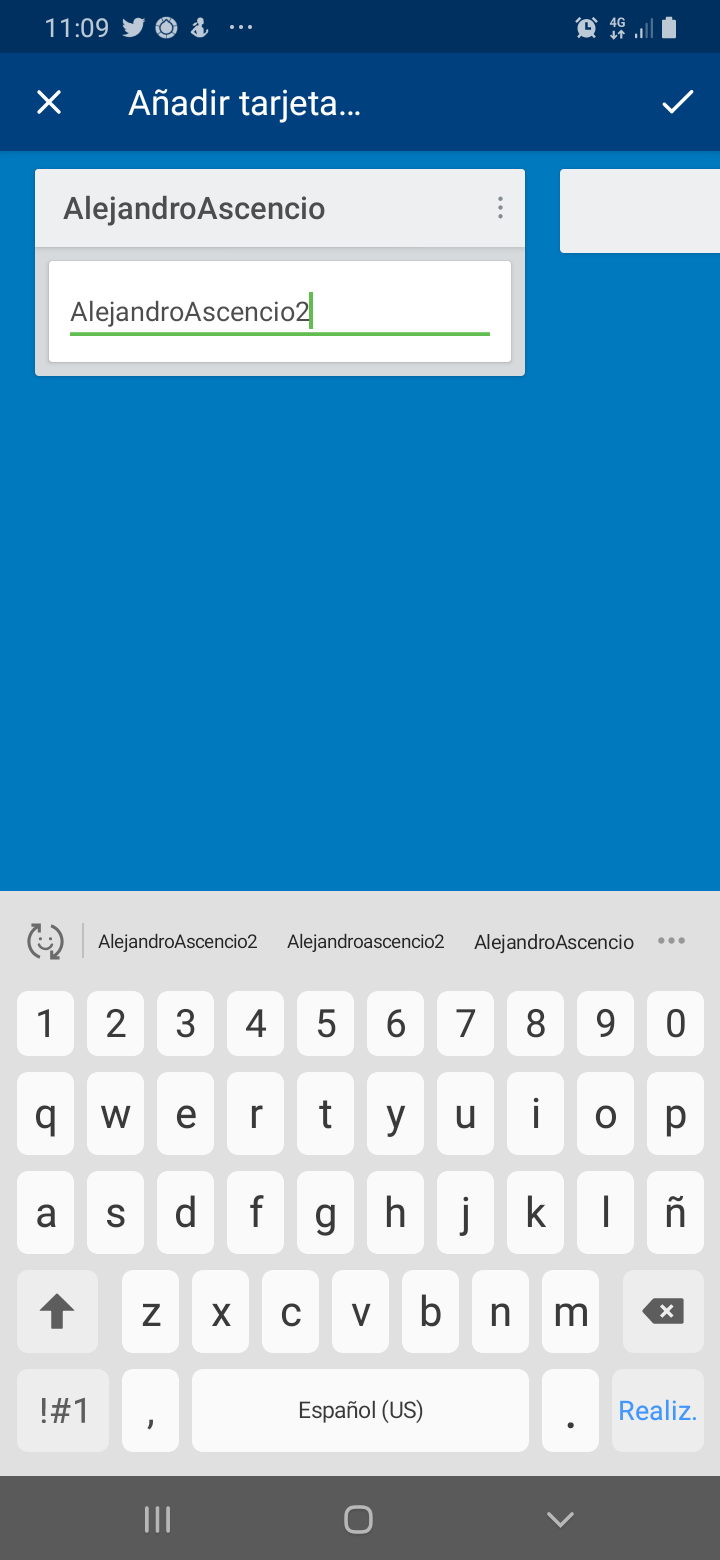 11:09
4G
Añadir tarjeta...
AlejandroAscencio
AlejandroAscencio2
AlejandroAscencio2 Alejandroascencio2 AlejandroAscencio
1 2 3 4 5 6 7 8 9 0
q w e r t y u i o p
a s d f g h j k l ñ
z x c v b n m
!#1 , Español (US) . Realiz.